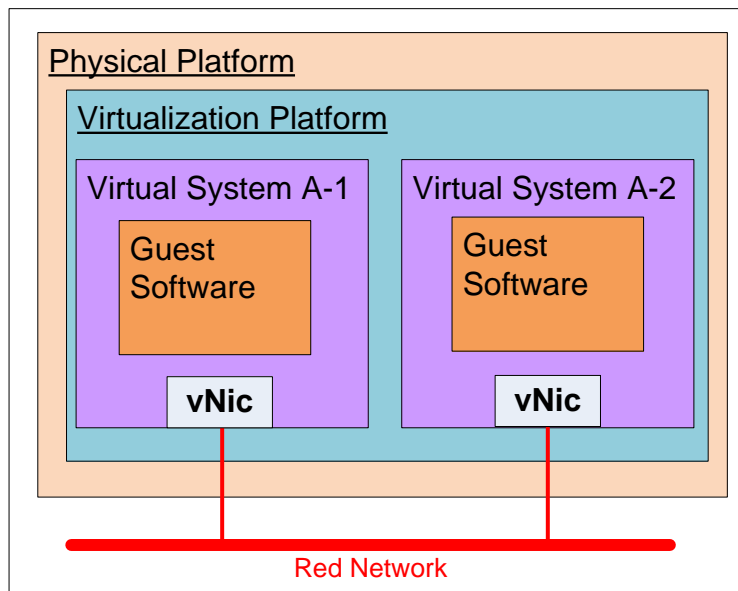 Physical Platform
Virtualization Platform
Virtual System A-1
Guest
Software
vNic
Virtual System A-2
Guest
Software
vNic
Red Network